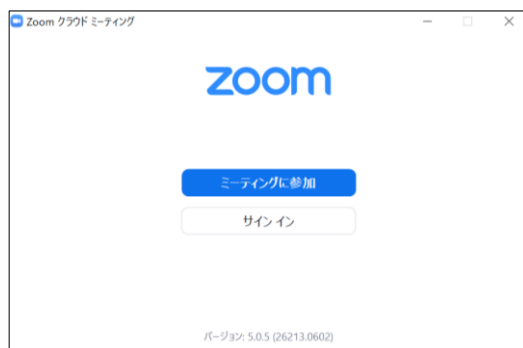 Zoom クラウド ミーティング
zoom
ミーティングに参加
サイン イン
バージョン: 5.0.5 (26213.0602)